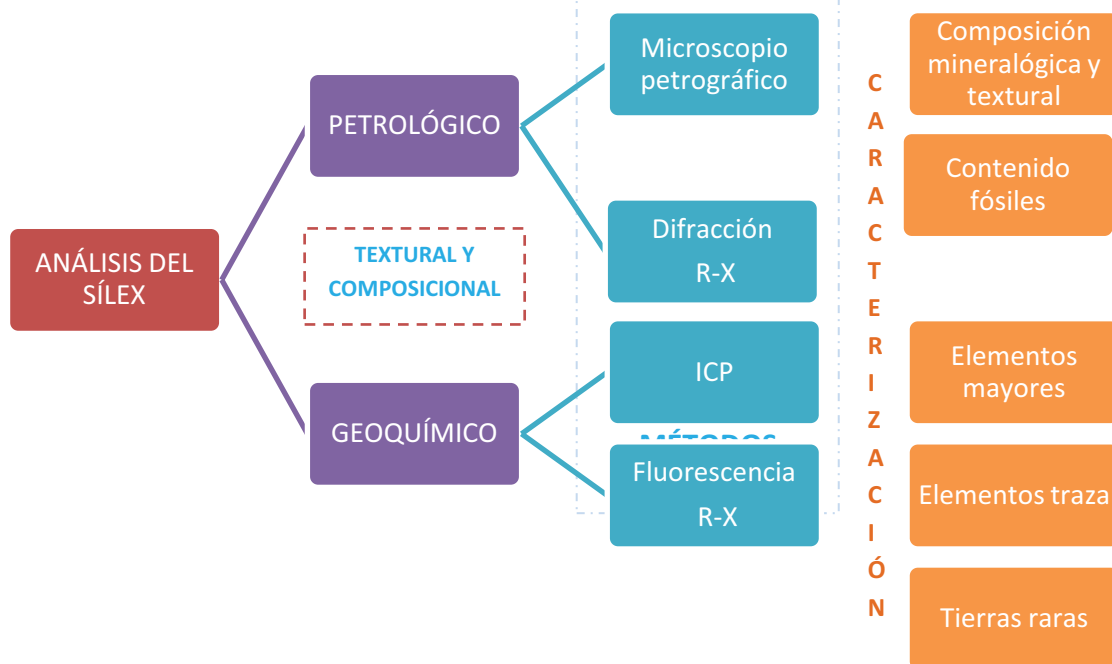 ANÁLISIS DEL
SÍLEX
PETROLÓGICO
TEXTURAL Y
COMPOSICIONAL
GEOQUÍMICO
Microscopio
petrográfico
Difracción
R-X
ICP
MÉTODOS
Fluorescencia
R-X
C
A
R
A
C
T
E
R
I
Z
A
C
I
Ó
N
Composición
mineralógica y
textural
Contenido
fósiles
Elementos
mayores
Elementos traza
Tierras raras